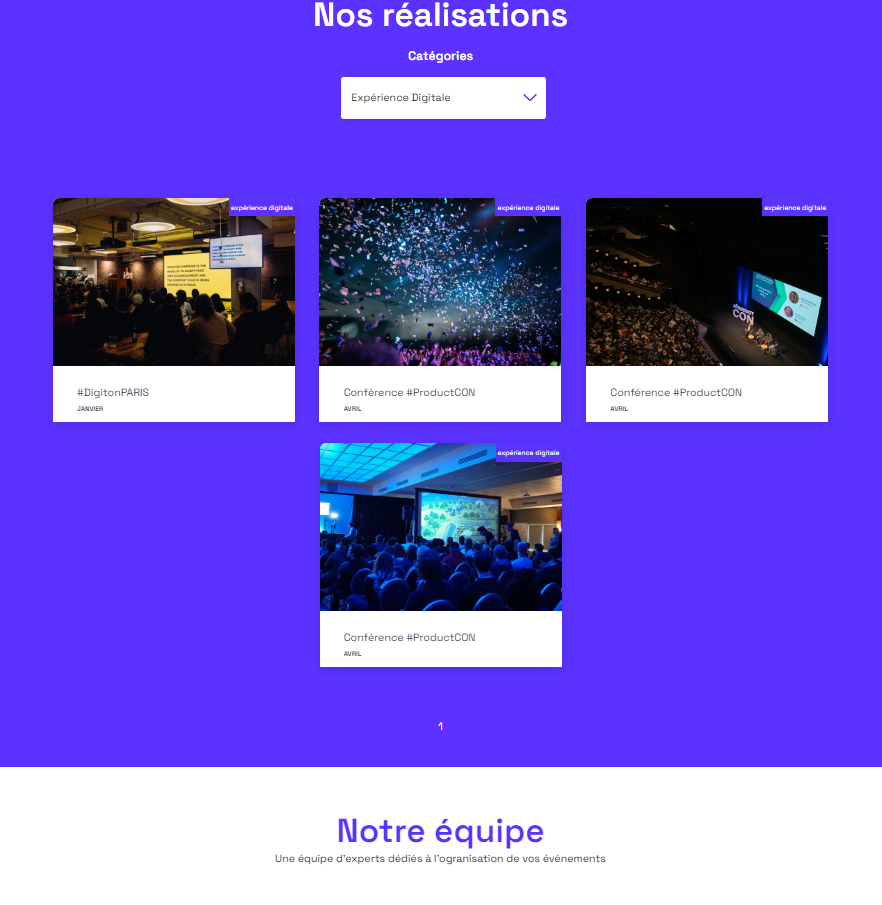 Nos réalisations
Catégories
Expérience Digitale
expérience digitale
expérience digitale
expérience digitale
CON
#DigitonPARIS
JANVIER
Conférence #ProductCON
AVRIL
Conférence #ProductCON
AVRIL
expérience digitale
Conférence #ProductCON
AVRIL
1
Notre équipe
Une équipe d'experts dédiés à l'ogranisation de vos événements